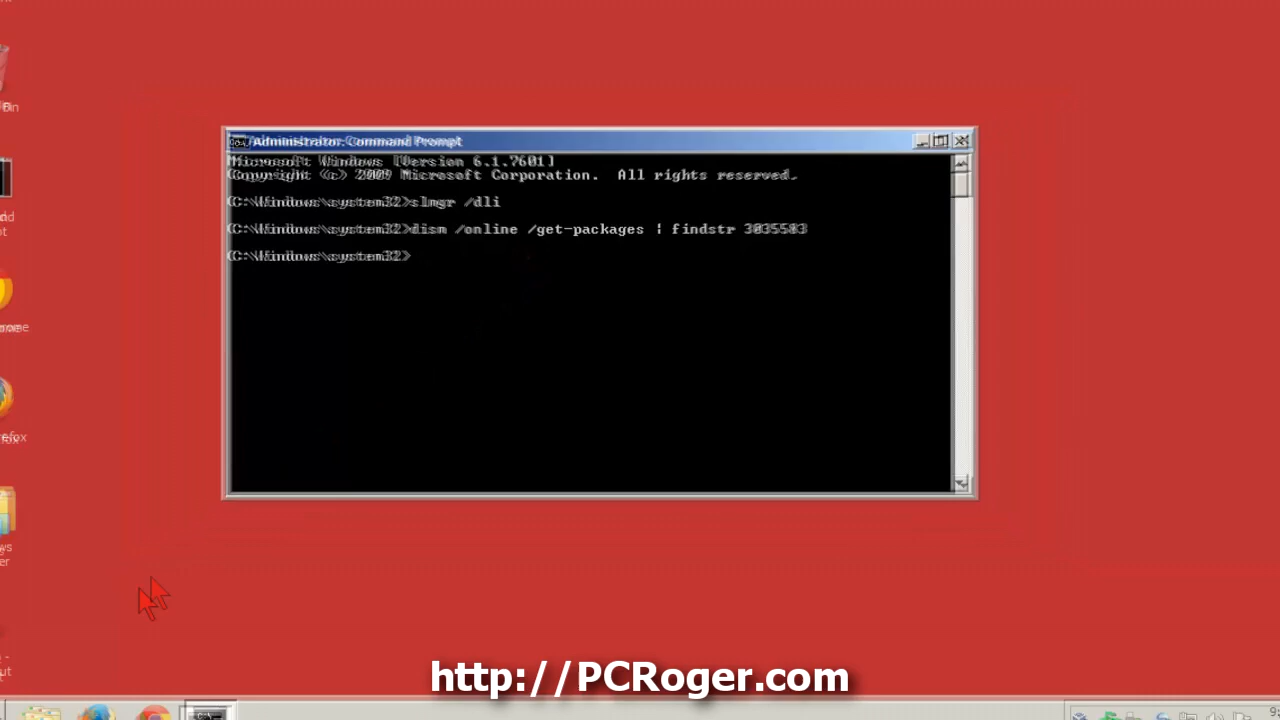 Administrator: Command Prompt
Microsoft Windows [Version 6.1.7601]
Copyright (c) 2009 Microsoft Corporation.  All rights reserved.
C:\Windows\system32>slmgr /dli
C:\Windows\system32>dism /online /get-packages | findstr 3035583
C:\Windows\system32>
http://PCRoger.com